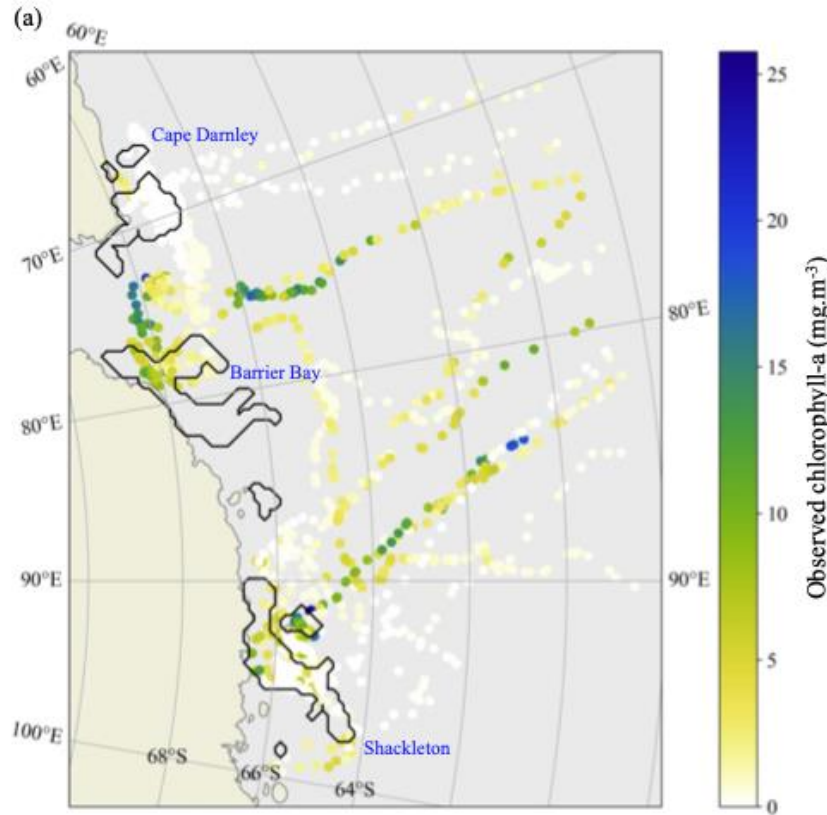 (a)
60°E
60°E
Cape Darnley
70°E
80°E
Barrier Bay
80°E
90°E
90°E
100°E
Shackleton
68°S
66°S
64°S
25
20
15
10
5
0
Observed chlorophyll-a (mg.m⁻³)